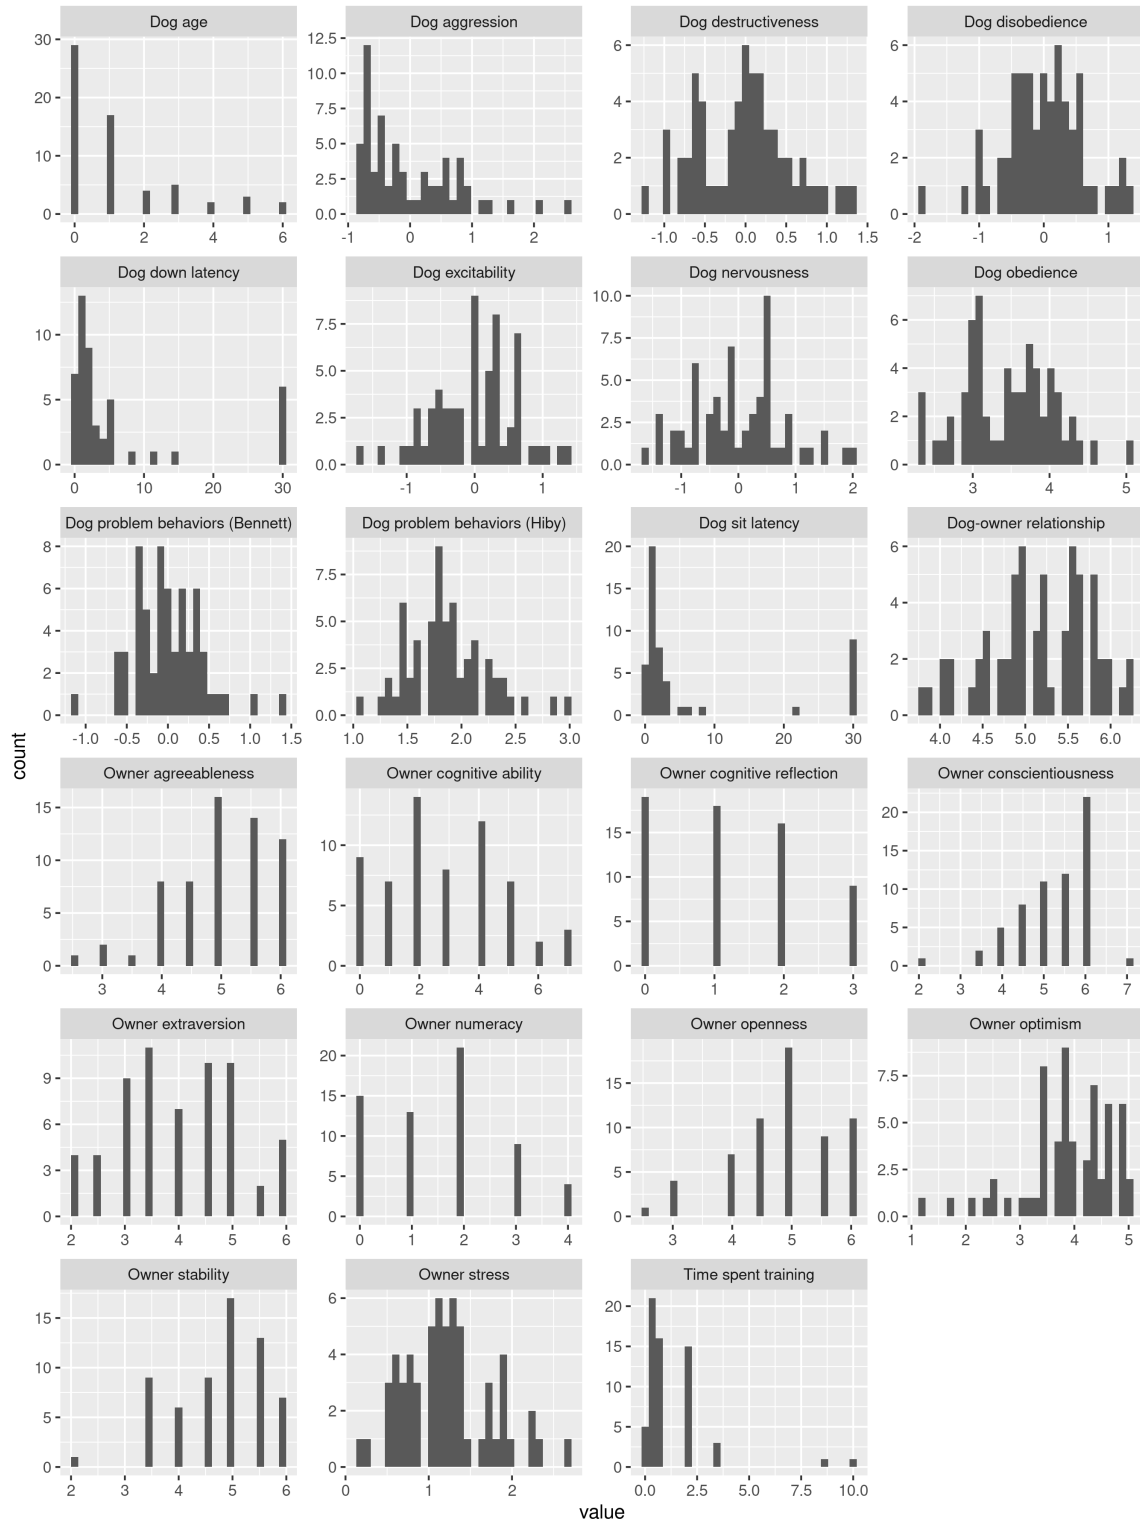 Dog age Dog aggression Dog destructiveness Dog disobedience
30 20 10 0
0 2 4 6
12.5 10.0 7.5 5.0 2.5 0.0
-1 0 1 2
6 4 2 0
-1.0 -0.5 0.0 0.5 1.0 1.5
6 4 2 0
-2 -1 0 1
Dog down latency Dog excitability Dog nervousness Dog obedience
10 5 0
0 10 20 30
7.5 5.0 2.5 0.0
-1 0 1
10.0 7.5 5.0 2.5 0.0
-1 0 1 2
6 4 2 0
3 4 5
Dog problem behaviors (Bennett) Dog problem behaviors (Hiby) Dog sit latency Dog-owner relationship
8 6 4 2 0
-1.0 -0.5 0.0 0.5 1.0 1.5
7.5 5.0 2.5 0.0
1.0 1.5 2.0 2.5 3.0
20 15 10 5 0
0 10 20 30
6 4 2 0
4.0 4.5 5.0 5.5 6.0
count
Owner agreeableness Owner cognitive ability Owner cognitive reflection Owner conscientiousness
15 10 5 0
3 4 5 6
10 5 0
0 2 4 6
15 10 5 0
0 1 2 3
20 15 10 5 0
2 3 4 5 6 7
Owner extraversion Owner numeracy Owner openness Owner optimism
9 6 3 0
2 3 4 5 6
20 15 10 5 0
0 1 2 3 4
15 10 5 0
3 4 5 6
7.5 5.0 2.5 0.0
1 2 3 4 5
Owner stability Owner stress Time spent training
15 10 5 0
2 3 4 5 6
6 4 2 0
0 1 2
20 15 10 5 0
0.0 2.5 5.0 7.5 10.0
value